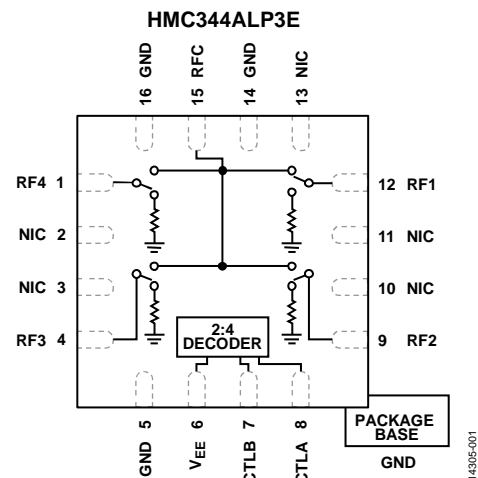 HMC344ALP3E
16 GND
15 RFC
14 GND
13 NIC
RF4 1
12 RF1
NIC 2
11 NIC
NIC 3
10 NIC
RF3 4
9 RF2
2:4
DECODER
GND 5
VEE 6
CTLB 7
CTLA 8
PACKAGE
BASE
GND
14305-001